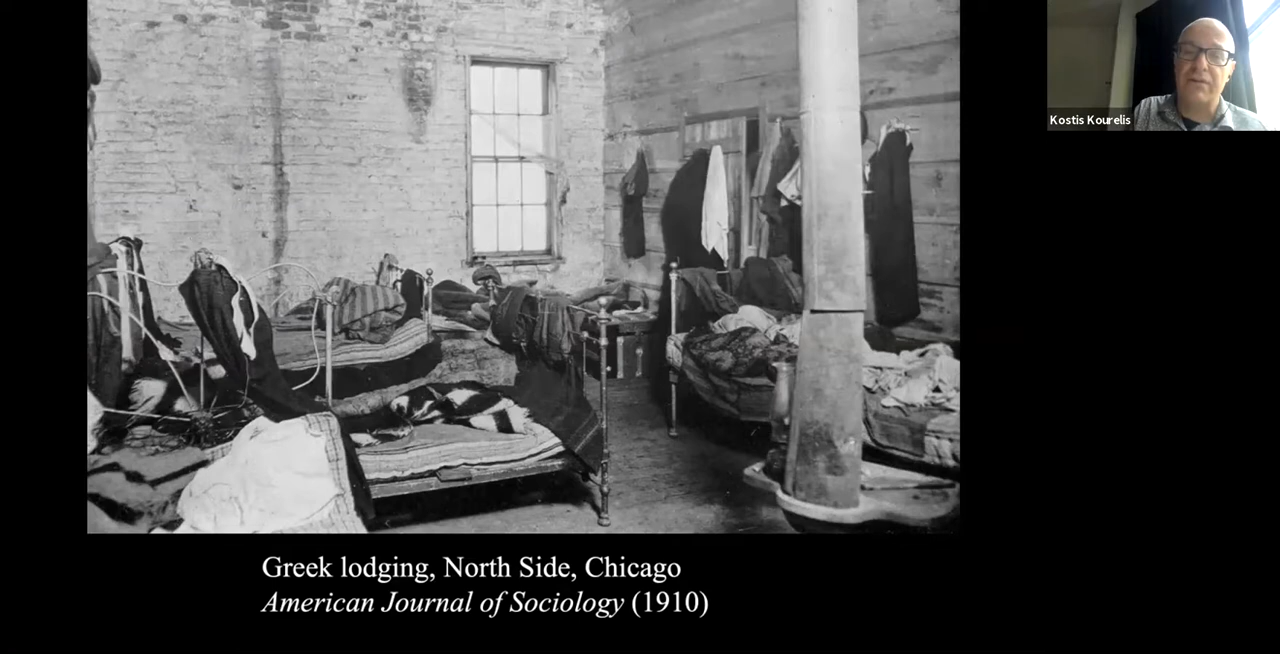 Kostis Kourelis
Greek lodging, North Side, Chicago
American Journal of Sociology (1910)